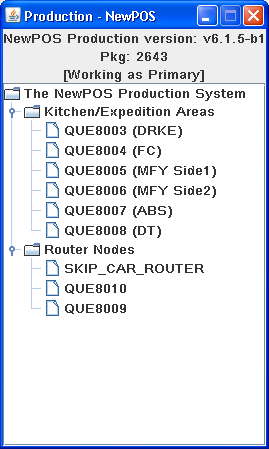 Production - NewPOS
NewPOS Production version: v6.1.5-b1
Pkg: 2643
[Working as Primary]
The NewPOS Production System
Kitchen/Expedition Areas
QUE8003 (DRKE)
QUE8004 (FC)
QUE8005 (MFY Side1)
QUE8006 (MFY Side2)
QUE8007 (ABS)
QUE8008 (DT)
Router Nodes
SKIP_CAR_ROUTER
QUE8010
QUE8009